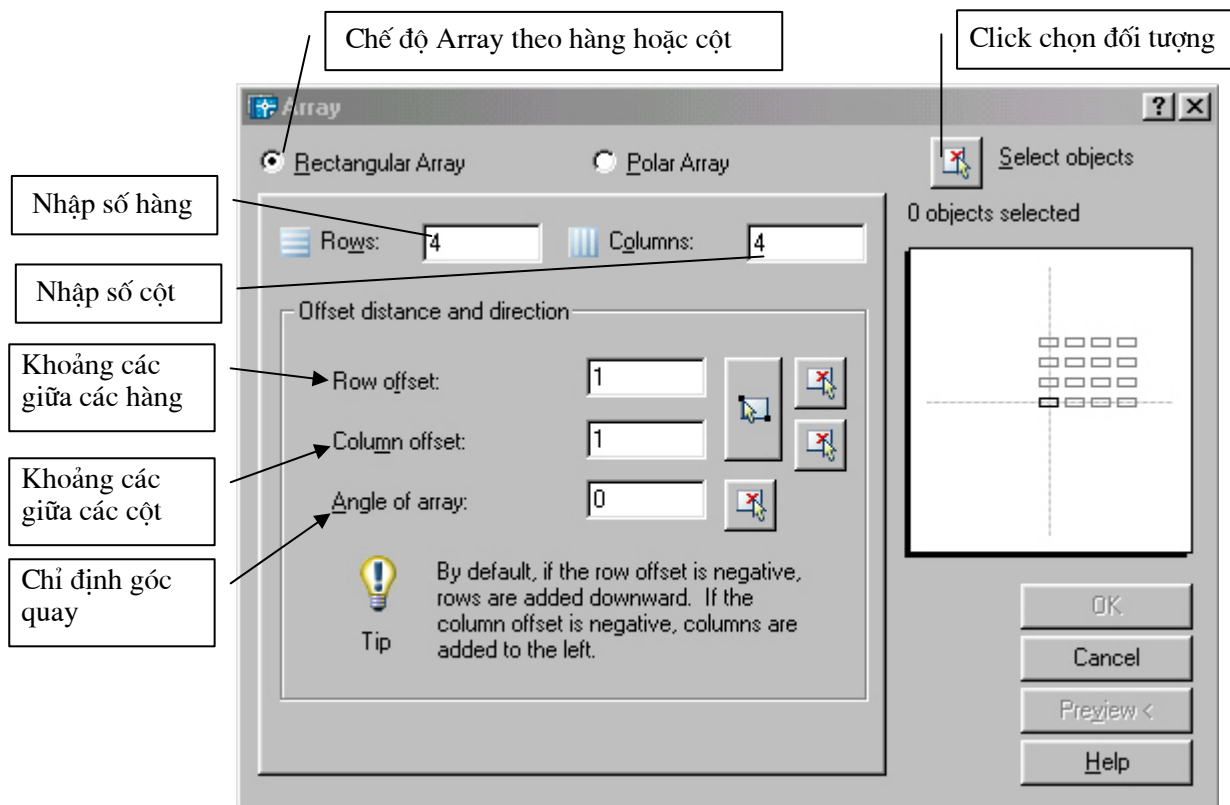 Chế độ Array theo hàng hoặc cột
Click chọn đối tượng
Array
Rectangular Array
Polar Array
Select objects
Nhập số hàng
0 objects selected
Rows:
4
Columns:
4
Nhập số cột
Offset distance and direction
Khoảng các
giữa các hàng
Row offset:
1
Column offset:
1
Khoảng các
giữa các cột
Angle of array:
0
Chỉ định góc
quay
By default, if the row offset is negative,
rows are added downward. If the
column offset is negative, columns are
added to the left.
Tip
OK
Cancel
Preview <
Help